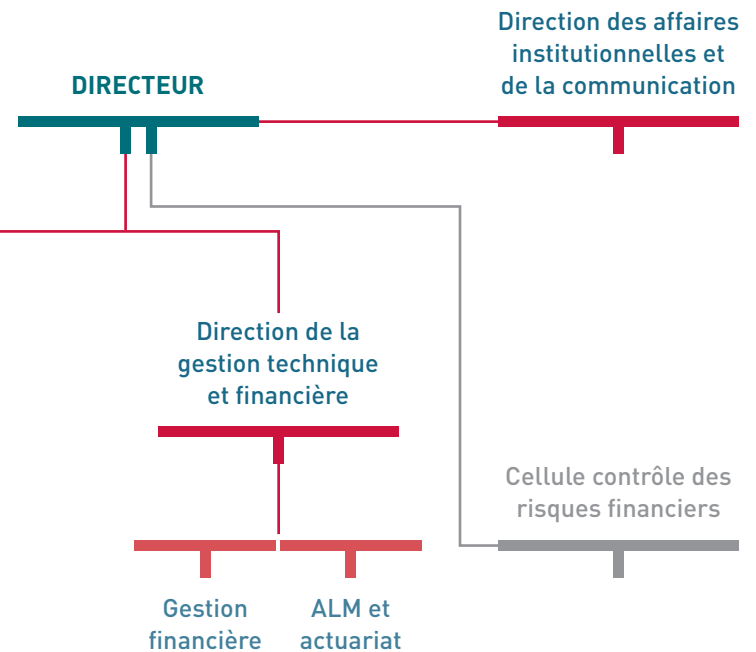 DIRECTEUR
Direction des affaires
institutionnelles et
de la communication
Direction de la
gestion technique
et financière
Cellule contrôle des
risques financiers
Gestion
financière
ALM et
actuariat